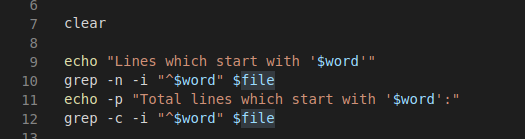 6
7 clear
8
9 echo "Lines which start with '$word'"
10 grep -n -i "^$word" $file
11 echo -p "Total lines which start with '$word':"
12 grep -c -i "^$word" $file